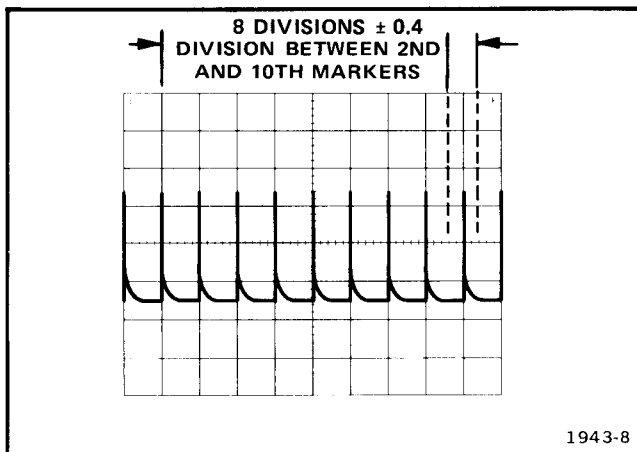 8 DIVISIONS ± 0.4
DIVISION BETWEEN 2ND
AND 10TH MARKERS
1943-8